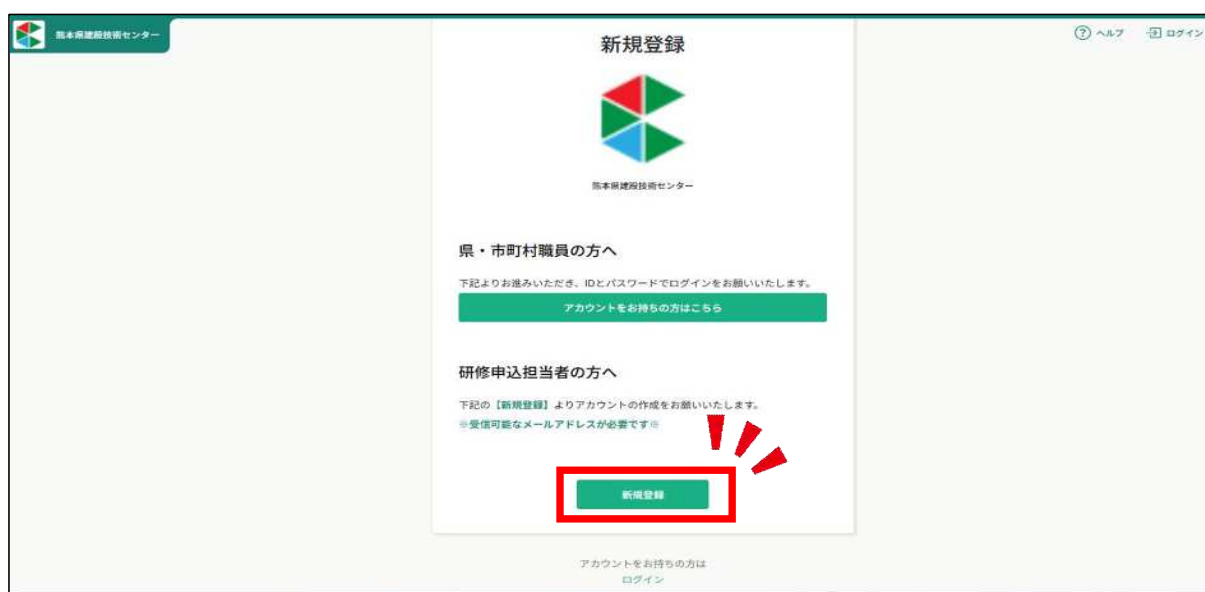 熊本県建設技術センター
新規登録
? ヘルプ
ログイン
熊本県建設技術センター
県・市町村職員の方へ
下記よりお進みいただき、IDとパスワードでログインをお願いいたします。
アカウントをお持ちの方はこちら
研修申込担当者の方へ
下記の【新規登録】よりアカウントの作成をお願いいたします。
※受信可能なメールアドレスが必要です※
新規登録
アカウントをお持ちの方は
ログイン